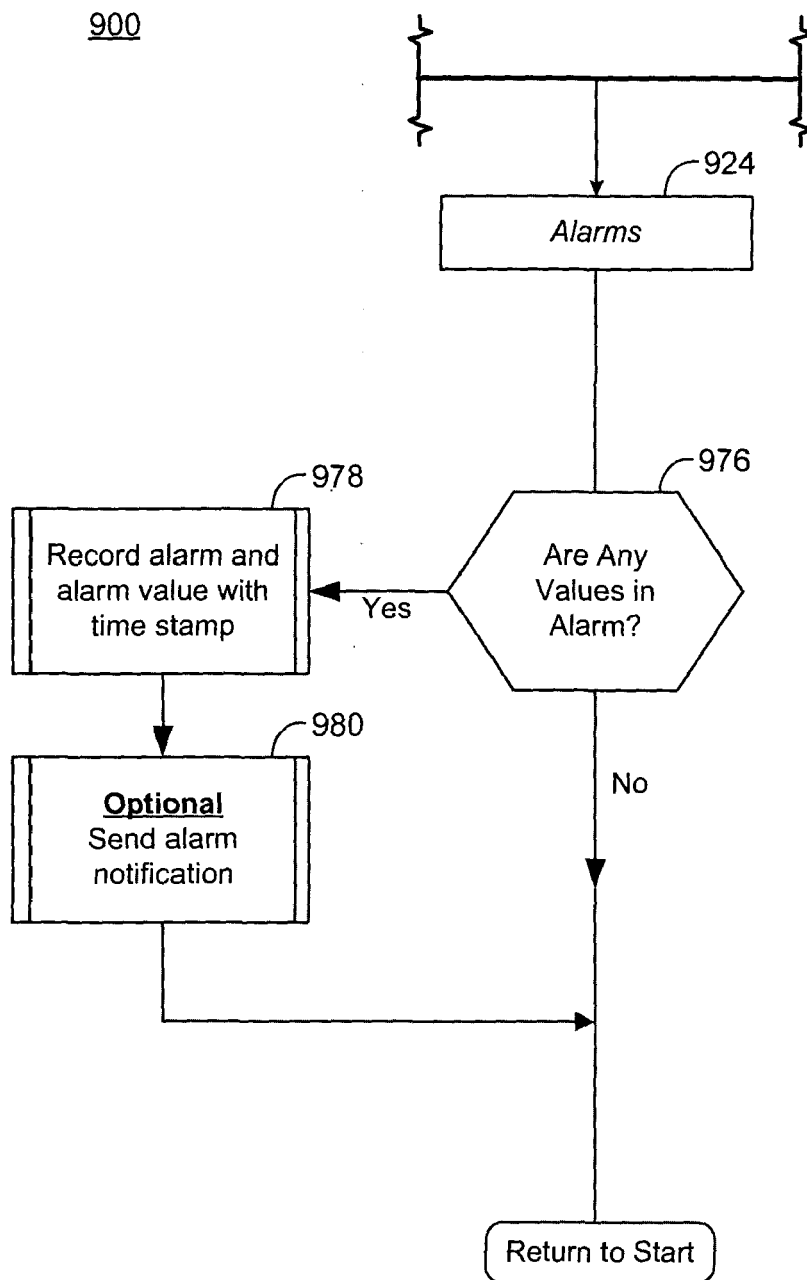 900
924
Alarms
976
Are Any
Values in
Alarm?
978
Record alarm and
alarm value with
time stamp
Yes
980
Optional
Send alarm
notification
No
Return to Start